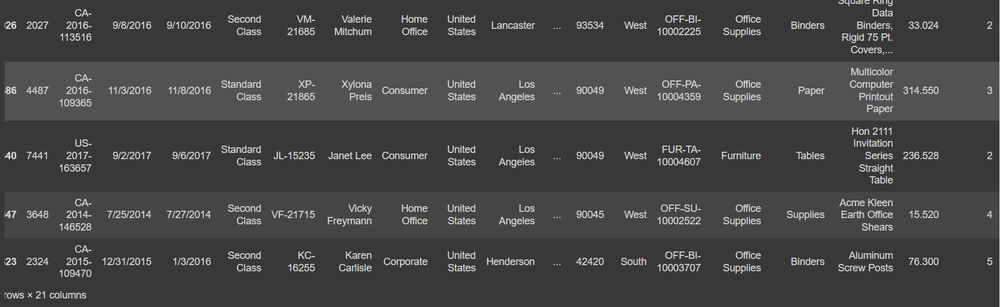 26
2027
CA-
2016-
113516
9/8/2016
9/10/2016
Second
Class
VM-
21685
Valerie
Mitchum
Home
Office
United
States
Lancaster
...
93534
West
OFF-BI-
10002225
Office
Supplies
Binders
Square Ring
Data
Binders,
Rigid 75 Pt.
Covers,...
33.024
2
86
4487
CA-
2016-
109365
11/3/2016
11/8/2016
Standard
Class
XP-
21865
Xylona
Preis
Consumer
United
States
Los
Angeles
...
90049
West
OFF-PA-
10004359
Office
Supplies
Paper
Multicolor
Computer
Printout
Paper
314.550
3
40
7441
US-
2017-
163657
9/2/2017
9/6/2017
Standard
Class
JL-15235
Janet Lee
Consumer
United
States
Los
Angeles
...
90049
West
FUR-TA-
10004607
Furniture
Tables
Hon 2111
Invitation
Series
Straight
Table
236.528
2
47
3648
CA-
2014-
146528
7/25/2014
7/27/2014
Second
Class
VF-21715
Vicky
Freymann
Home
Office
United
States
Los
Angeles
...
90045
West
OFF-SU-
10002522
Office
Supplies
Supplies
Acme Kleen
Earth Office
Shears
15.520
4
23
2324
CA-
2015-
109470
12/31/2015
1/3/2016
Second
Class
KC-
16255
Karen
Carlisle
Corporate
United
States
Henderson
...
42420
South
OFF-BI-
10003707
Office
Supplies
Binders
Aluminum
Screw Posts
76.300
5
rows × 21 columns